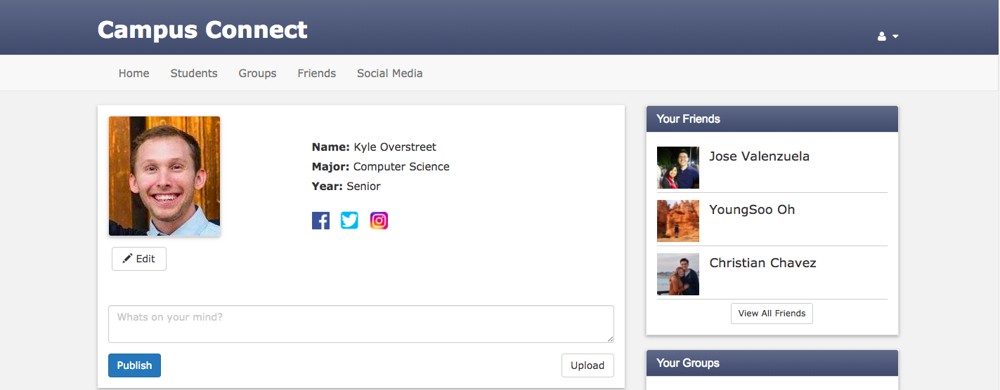 Campus Connect
Home Students Groups Friends Social Media
Name: Kyle Overstreet
Major: Computer Science
Year: Senior
Edit
Whats on your mind?
Publish Upload
Your Friends
Jose Valenzuela
YoungSoo Oh
Christian Chavez
View All Friends
Your Groups